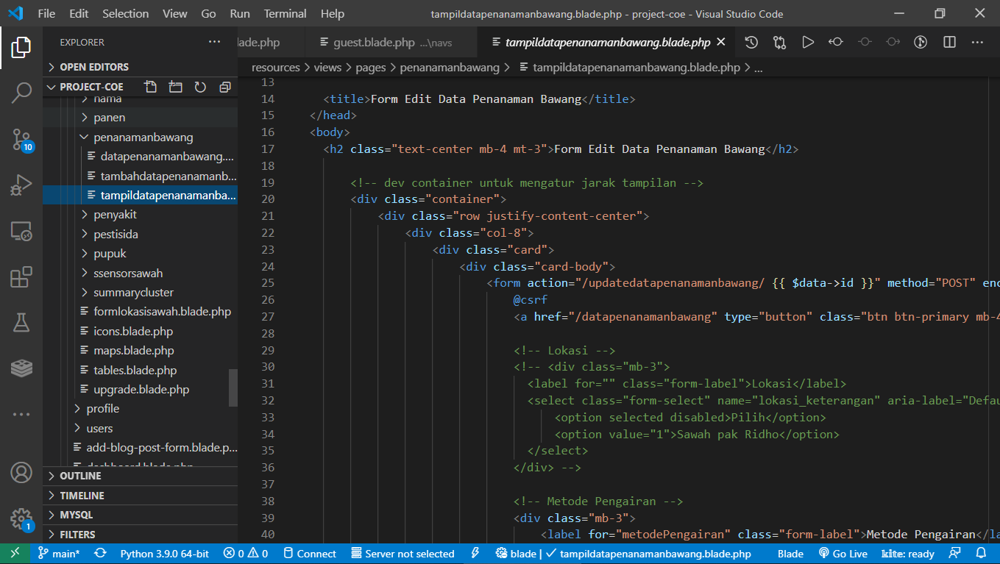 File Edit Selection View Go Run Terminal Help
tampildatapenanamanbawang.blade.php - project-coe - Visual Studio Code
EXPLORER
lade.php
guest.blade.php ...\navs
tampildatapenanamanbawang.blade.php
OPEN EDITORS
resources > views > pages > penanamanbawang > tampildatapenanamanbawang.blade.php > ...
PROJECT-COE
nama
panen
penanamanbawang
datapenanamanbawang....
tambahdatapenanamanb...
tampildatapenanamanba...
penyakit
pestisida
pupuk
ssensorsawah
summarycluster
formlokasisawah.blade.php
icons.blade.php
maps.blade.php
tables.blade.php
upgrade.blade.php
profile
users
add-blog-post-form.blade.p...
dashboard.blade.php
OUTLINE
TIMELINE
MYSQL
FILTERS
10
1
13
14 <title>Form Edit Data Penanaman Bawang</title>
15 </head>
16 <body>
17 <h2 class="text-center mb-4 mt-3">Form Edit Data Penanaman Bawang</h2>
18
19 <!-- dev container untuk mengatur jarak tampilan -->
20 <div class="container">
21 <div class="row justify-content-center">
22 <div class="col-8">
23 <div class="card">
24 <div class="card-body">
25 <form action="/updatedatapenanamanbawang/ {{ $data->id }}" method="POST" enc
26 @csrf
27 <a href="/datapenanamanbawang" type="button" class="btn btn-primary mb-4
28
29 <!-- Lokasi -->
30 <!-- <div class="mb-3">
31 <label for="" class="form-label">Lokasi</label>
32 <select class="form-select" name="lokasi_keterangan" aria-label="Defau
33 <option selected disabled>Pilih</option>
34 <option value="1">Sawah pak Ridho</option>
35 </select>
36 </div> -->
37
38 <!-- Metode Pengairan -->
39 <div class="mb-3">
40 <label for="metodePengairan" class="form-label">Metode Pengairan</la
main* Python 3.9.0 64-bit 0 0 Connect Server not selected blade | tampildatapenanamanbawang.blade.php Blade Go Live kite: ready